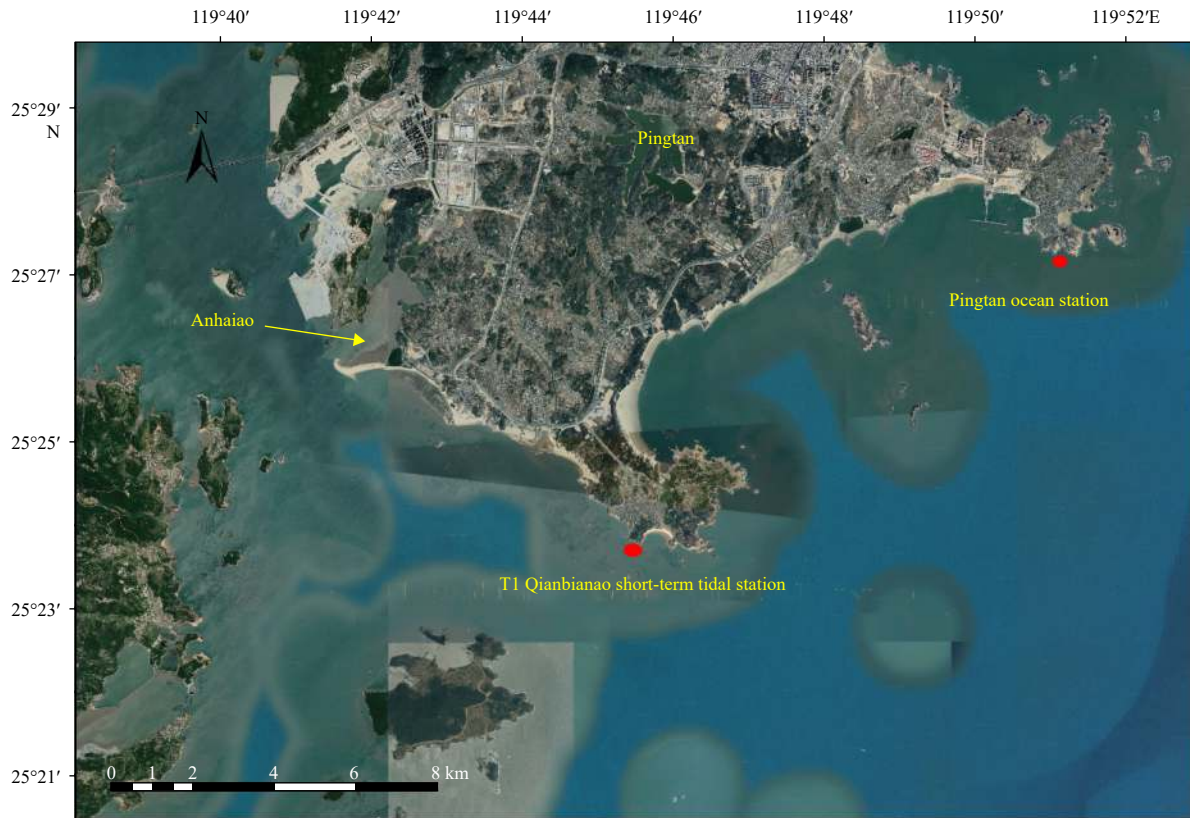 119°40′ 119°42′ 119°44′ 119°46′ 119°48′ 119°50′ 119°52′E
25°29′
N
N
Pingtan
25°27′
Pingtan ocean station
Anhaiao
25°25′
T1 Qianbianao short-term tidal station
25°23′
25°21′
0 1 2 4 6 8 km